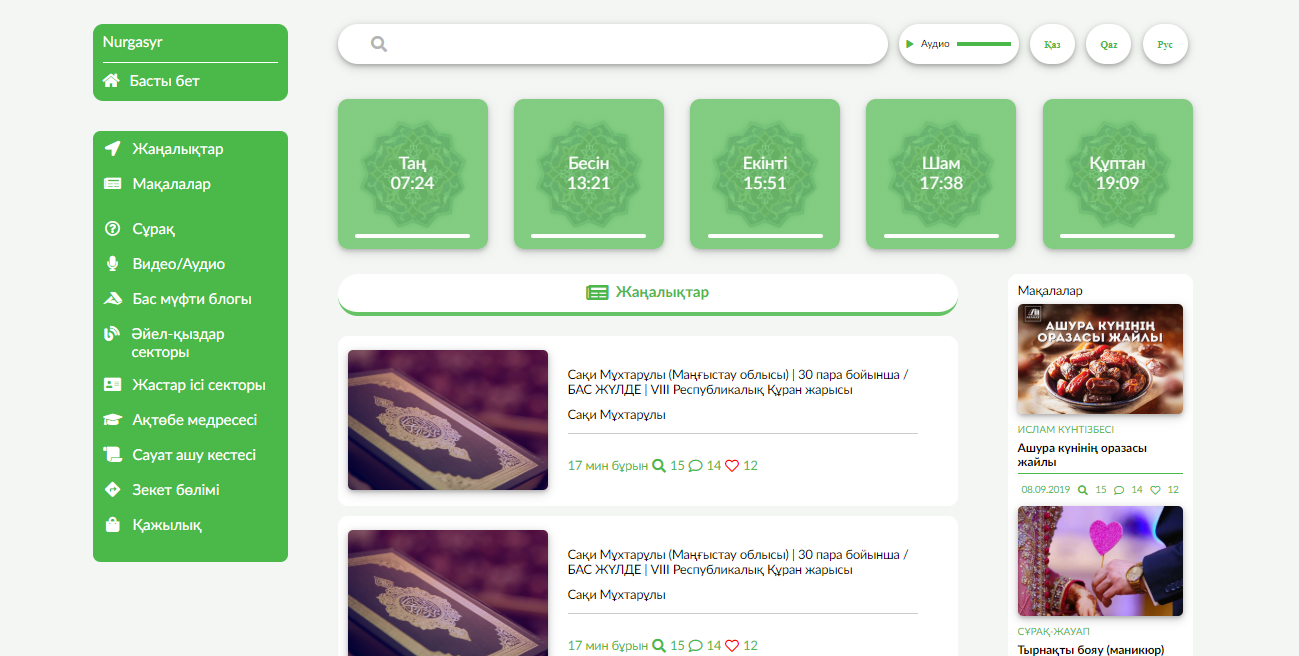 Nurgasyr
Басты бет
Жаңалықтар
Мақалалар
Сұрақ
Видео/Аудио
Бас мүфти блогы
Әйел-қыздар
секторы
Жастар ісі секторы
Ақтөбе медресесі
Сауат ашу кестесі
Зекет бөлімі
Қажылық
Аудио
Қаз
Qaz
Рус
Таң
07:24
Бесін
13:21
Екінті
15:51
Шам
17:38
Құптан
19:09
Жаңалықтар
Сақи Мұхтарұлы (Маңғыстау облысы) | 30 пара бойынша /
БАС ЖҮЛДЕ | VIII Республикалық Құран жарысы
Сақи Мұхтарұлы
17 мин бұрын 15 14 12
Сақи Мұхтарұлы (Маңғыстау облысы) | 30 пара бойынша /
БАС ЖҮЛДЕ | VIII Республикалық Құран жарысы
Сақи Мұхтарұлы
17 мин бұрын 15 14 12
Мақалалар
АШУРА КҮНІНІҢ
ОРАЗАСЫ ЖАЙЛЫ
ИСЛАМ КҮНТІЗБЕСІ
Ашура күнінің оразасы
жайлы
08.09.2019 15 14 12
СҰРАҚ-ЖАУАП
Тырнақты бояу (маникюр)